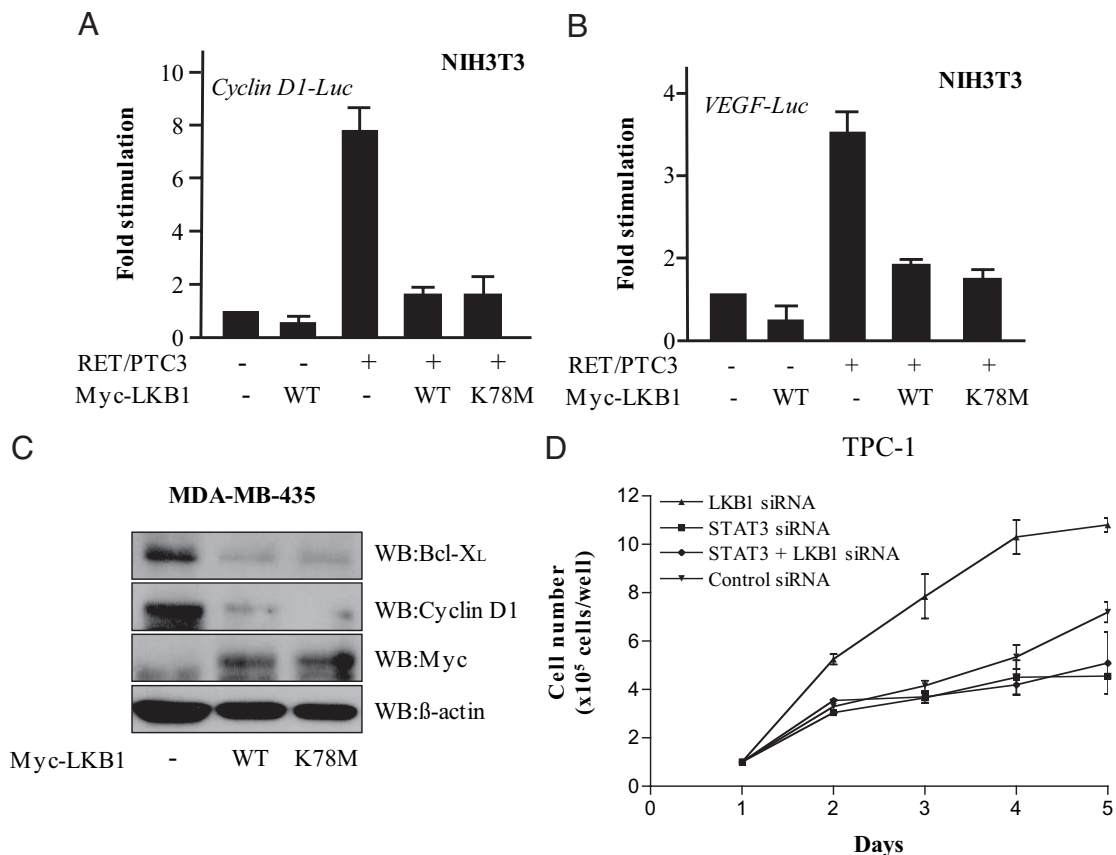 A
NIH3T3
Cyclin D1-Luc
Fold stimulation
10
8
6
4
2
0
RET/PTC3 - - + + +
Myc-LKB1 - WT - WT K78M
B
NIH3T3
VEGF-Luc
Fold stimulation
4
3
2
0
RET/PTC3 - - + + +
Myc-LKB1 - WT - WT K78M
C
MDA-MB-435
WB:Bcl-XL
WB:Cyclin D1
WB:Myc
WB:ß-actin
Myc-LKB1 - WT K78M
D
TPC-1
LKB1 siRNA
STAT3 siRNA
STAT3 + LKB1 siRNA
Control siRNA
Cell number
(x10⁵ cells/well)
12
10
8
6
4
2
0
0 1 2 3 4 5
Days